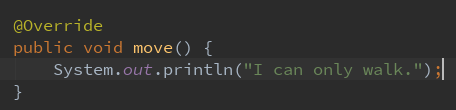 @Override
public void move() {
    System.out.println("I can only walk.");
}